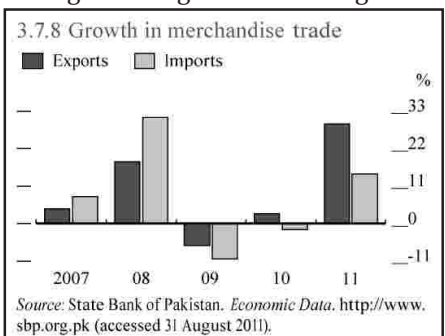 3.7.8 Growth in merchandise trade
Exports Imports
%
33
22
11
0
-11
2007 08 09 10 11
Source: State Bank of Pakistan. Economic Data. http://www.
sbp.org.pk (accessed 31 August 2011).